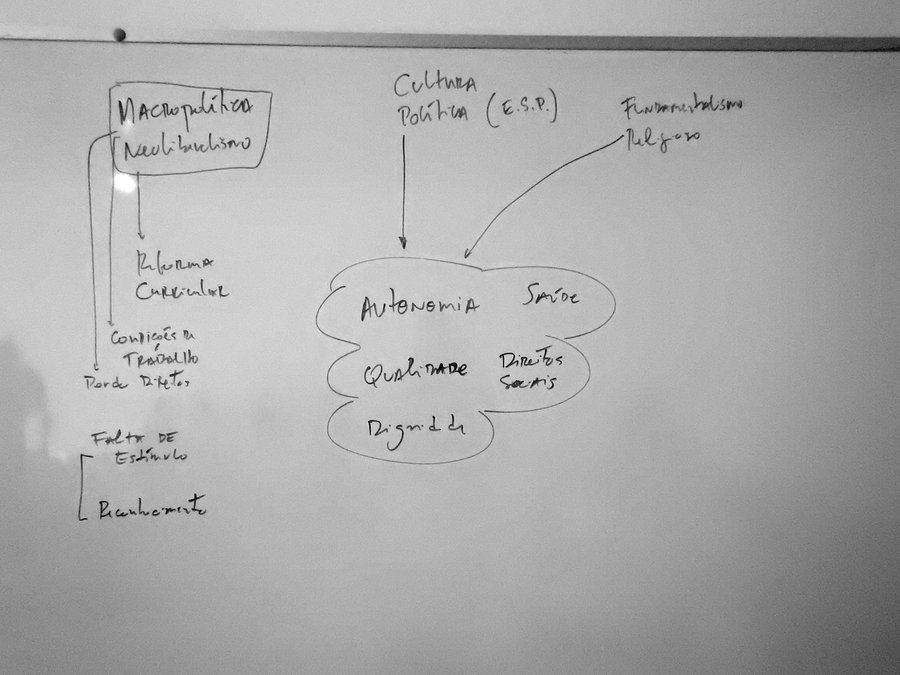 Macropolítica
Neoliberalismo
Reforma
Curricular
Condições de
Trabalho
Perda Direitos
Falta de
Estímulo
Reconhecimento
Cultura
Política (E.S.P.)
Fundamentalismo
Religioso
Autonomia Saúde
Qualidade Direitos
Sociais
Dignidade